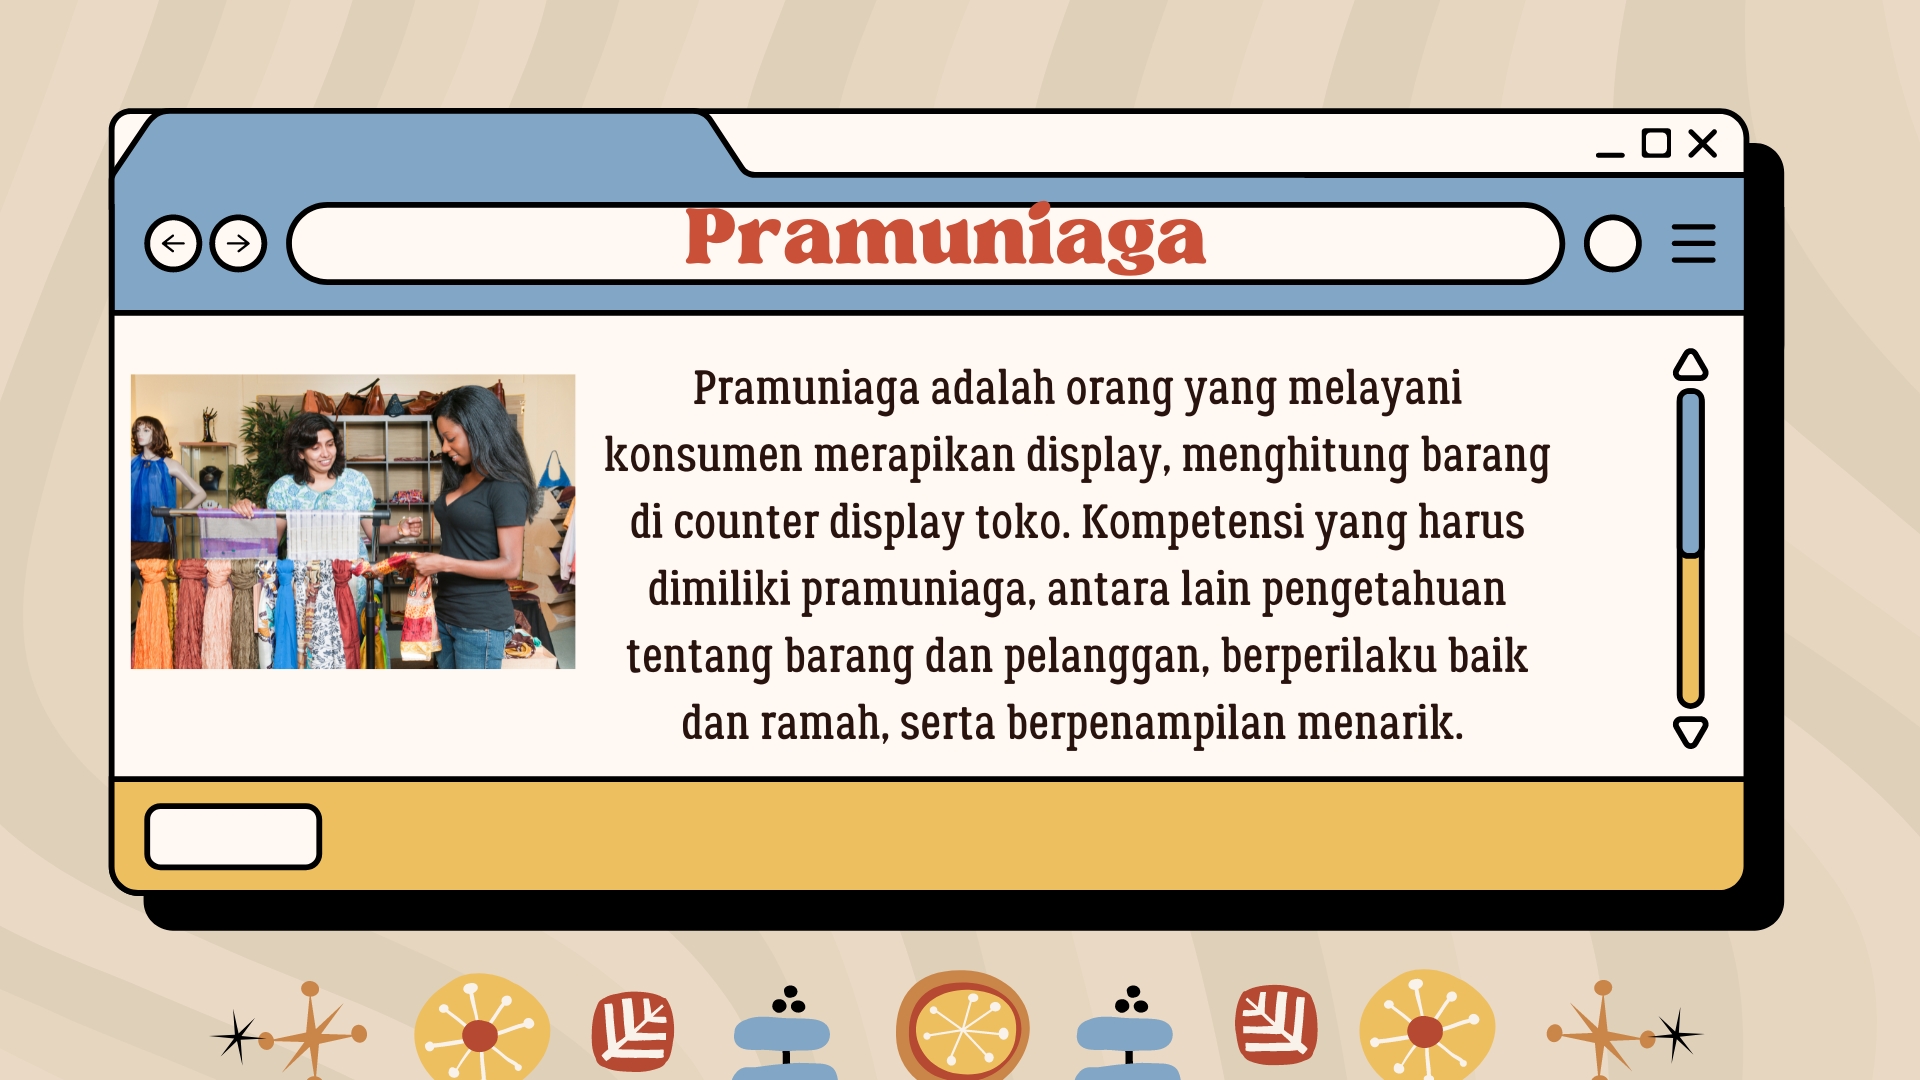 Pramuniaga
Pramuniaga adalah orang yang melayani
konsumen merapikan display, menghitung barang
di counter display toko. Kompetensi yang harus
dimiliki pramuniaga, antara lain pengetahuan
tentang barang dan pelanggan, berperilaku baik
dan ramah, serta berpenampilan menarik.